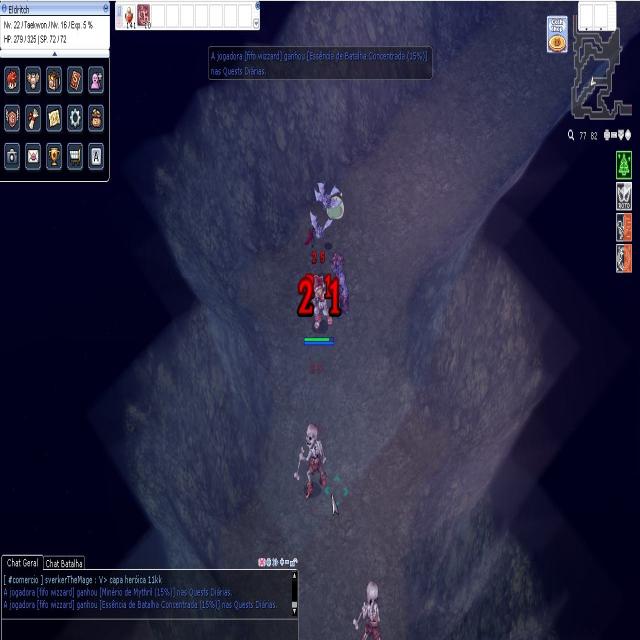 Eldritch
Nv. 22 / Taekwon / Nv. 16 / Exp. 5 %
HP. 279 / 325 | SP. 72 / 72
A jogadora [fifo wizzard] ganhou [Essência de Batalha Concentrada (15%)]
nas Quests Diárias.
77 82
26
Chat Geral Chat Batalha
[ #comercio ] sverkerTheMage : V> capa heróica 11kk
A jogadora [fifo wizzard] ganhou [Minério de Mythril (15%)] nas Quests Diárias.
A jogadora [fifo wizzard] ganhou [Essência de Batalha Concentrada (15%)] nas Quests Diárias.